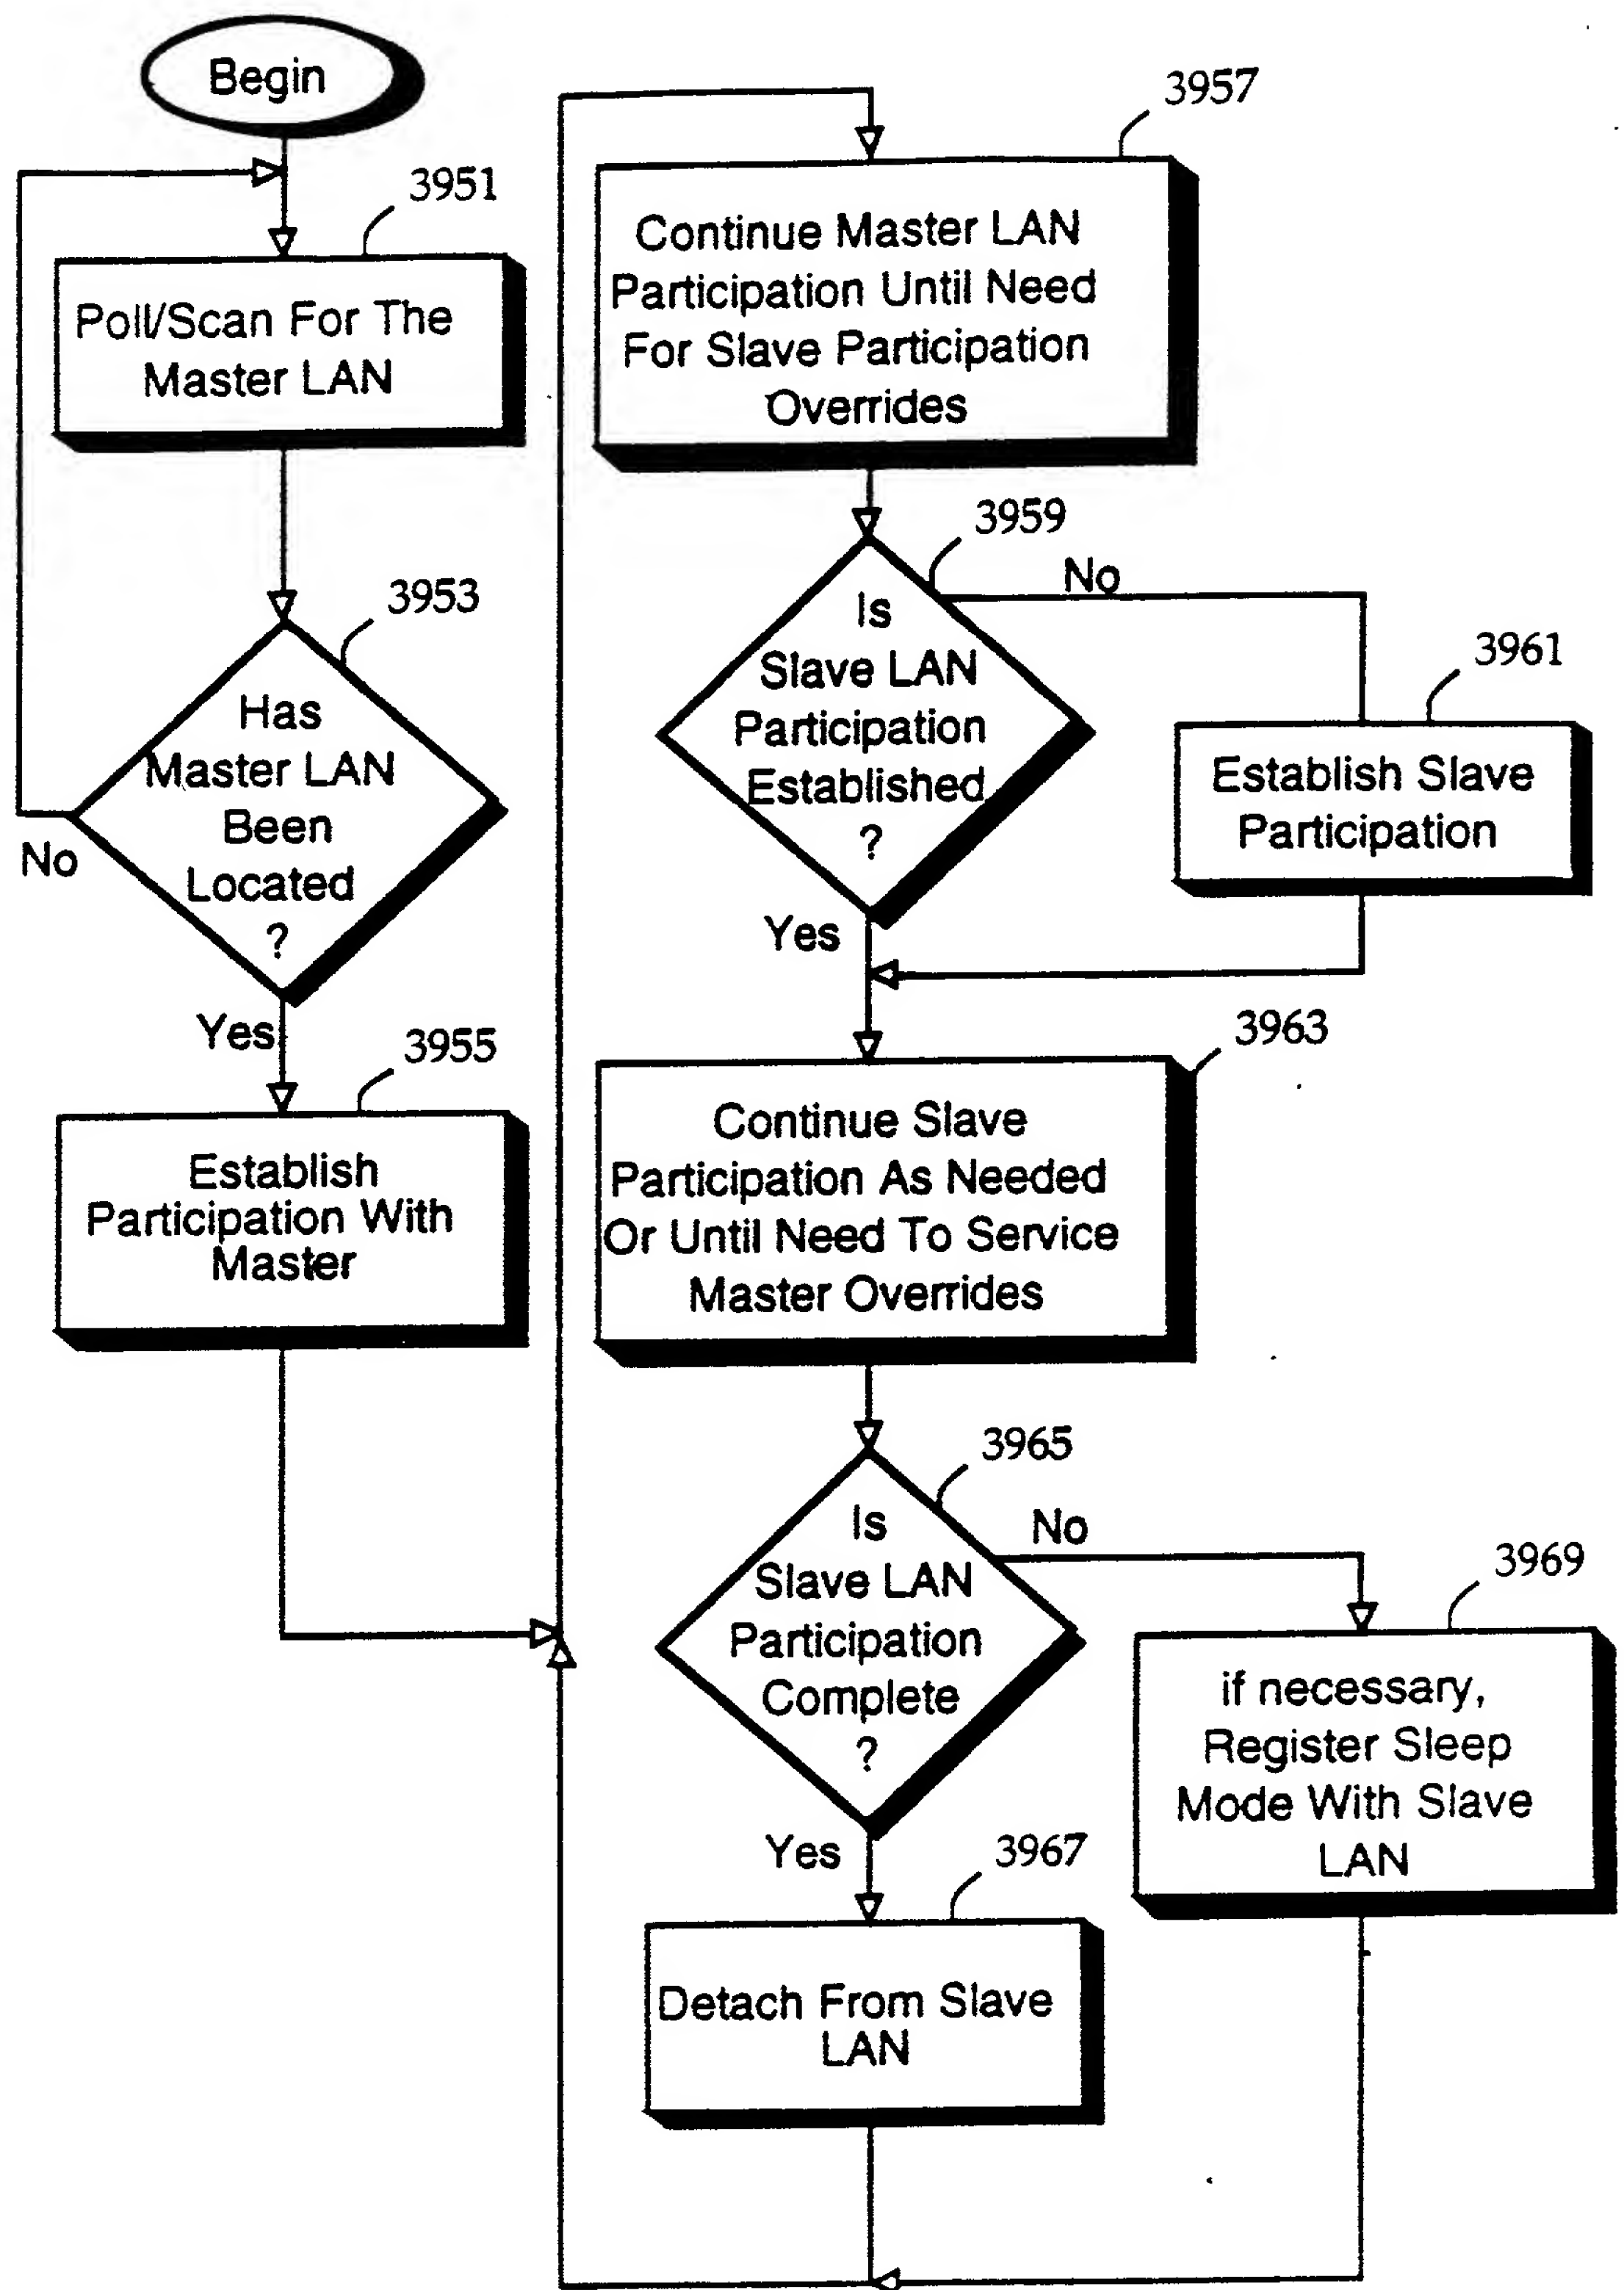 Begin
3951
Poll/Scan For The
Master LAN
3953
Has
Master LAN
Been
Located
?
No
Yes
3955
Establish
Participation With
Master
3957
Continue Master LAN
Participation Until Need
For Slave Participation
Overrides
3959
Is
Slave LAN
Participation
Established
?
No
3961
Establish Slave
Participation
Yes
3963
Continue Slave
Participation As Needed
Or Until Need To Service
Master Overrides
3965
Is
Slave LAN
Participation
Complete
?
No
3969
if necessary,
Register Sleep
Mode With Slave
LAN
Yes
3967
Detach From Slave
LAN